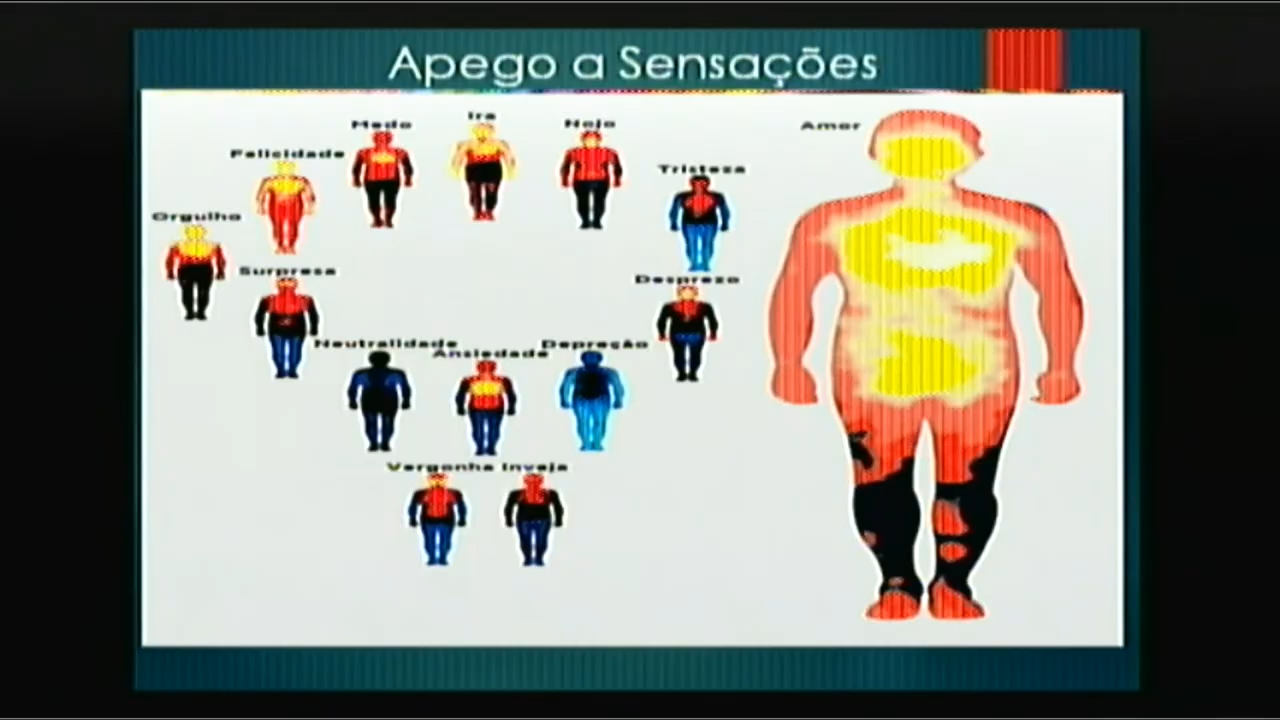 Apego a Sensações
Ira
Medo
Nojo
Amor
Felicidade
Tristeza
Orgulho
Surpresa
Desprezo
Neutralidade
Ansiedade
Depressão
Vergonha
Inveja